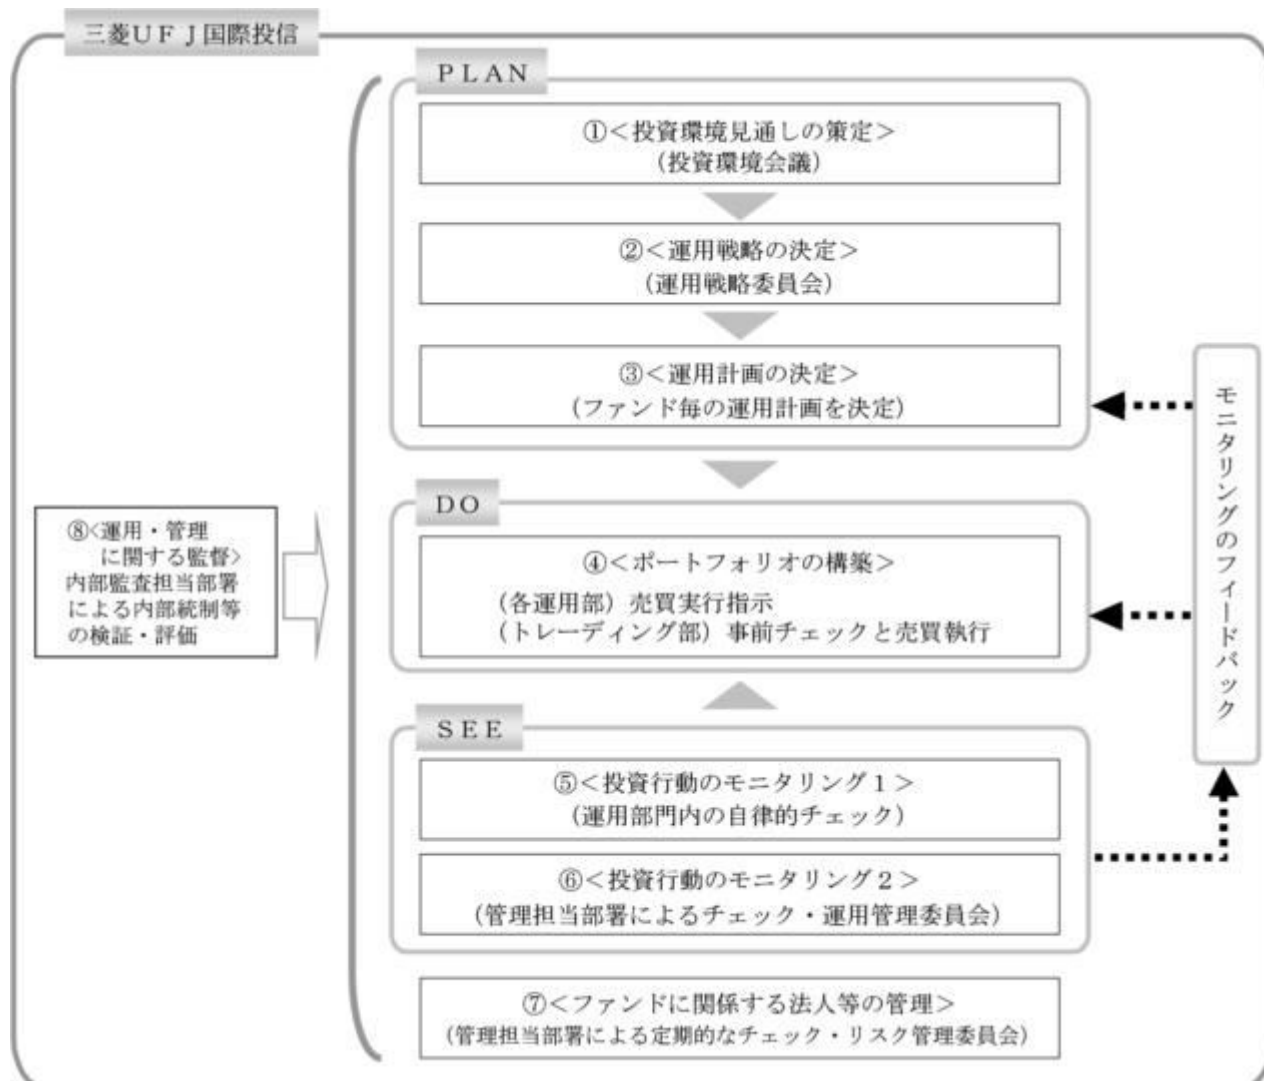 三菱ＵＦＪ国際投信
ＰＬＡＮ
①＜投資環境見通しの策定＞
（投資環境会議）
②＜運用戦略の決定＞
（運用戦略委員会）
③＜運用計画の決定＞
（ファンド毎の運用計画を決定）
ＤＯ
④＜ポートフォリオの構築＞
（各運用部）売買実行指示
（トレーディング部）事前チェックと売買執行
ＳＥＥ
⑤＜投資行動のモニタリング１＞
（運用部門内の自律的チェック）
⑥＜投資行動のモニタリング２＞
（管理担当部署によるチェック・運用管理委員会）
⑦＜ファンドに関係する法人等の管理＞
（管理担当部署による定期的なチェック・リスク管理委員会）
⑧<運用・管理
に関する監督>
内部監査担当部署
による内部統制等
の検証・評価
モニタリングのフィードバック